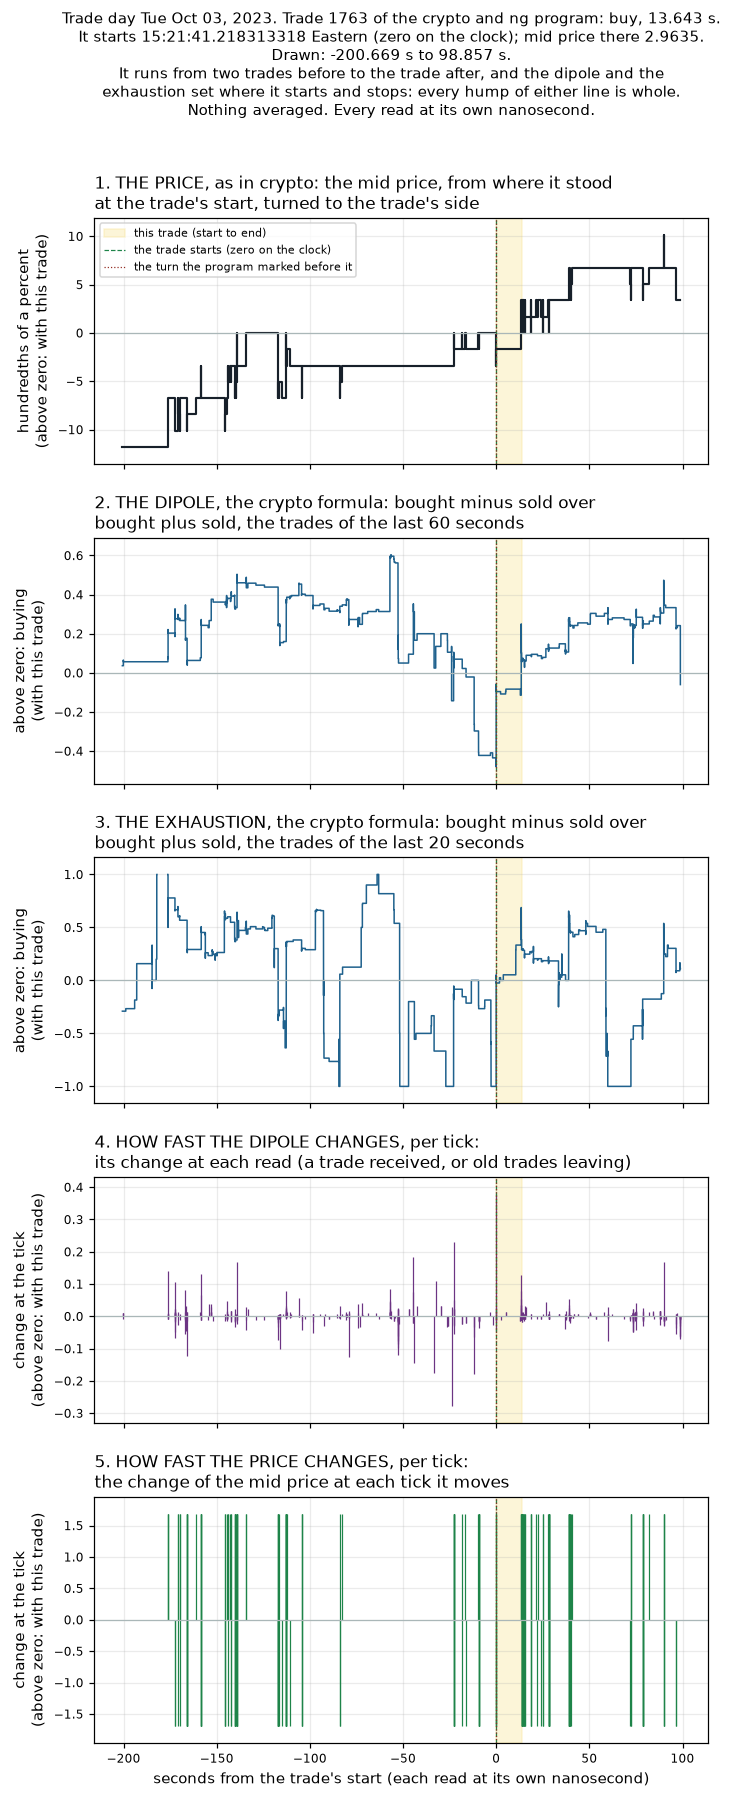 Trade day Tue Oct 03, 2023. Trade 1763 of the crypto and ng program: buy, 13.643 s.
It starts 15:21:41.218313318 Eastern (zero on the clock); mid price there 2.9635.
Drawn: -200.669 s to 98.857 s.
It runs from two trades before to the trade after, and the dipole and the
exhaustion set where it starts and stops: every hump of either line is whole.
Nothing averaged. Every read at its own nanosecond.
1. THE PRICE, as in crypto: the mid price, from where it stood
at the trade's start, turned to the trade's side
this trade (start to end)
the trade starts (zero on the clock)
the turn the program marked before it
hundredths of a percent
(above zero: with this trade)
10
5
0
−5
−10
2. THE DIPOLE, the crypto formula: bought minus sold over
bought plus sold, the trades of the last 60 seconds
above zero: buying
(with this trade)
0.6
0.4
0.2
0.0
−0.2
−0.4
3. THE EXHAUSTION, the crypto formula: bought minus sold over
bought plus sold, the trades of the last 20 seconds
above zero: buying
(with this trade)
1.0
0.5
0.0
−0.5
−1.0
4. HOW FAST THE DIPOLE CHANGES, per tick:
its change at each read (a trade received, or old trades leaving)
change at the tick
(above zero: with this trade)
0.4
0.3
0.2
0.1
0.0
−0.1
−0.2
−0.3
5. HOW FAST THE PRICE CHANGES, per tick:
the change of the mid price at each tick it moves
change at the tick
(above zero: with this trade)
1.5
1.0
0.5
0.0
−0.5
−1.0
−1.5
−200
−150
−100
−50
0
50
100
seconds from the trade's start (each read at its own nanosecond)